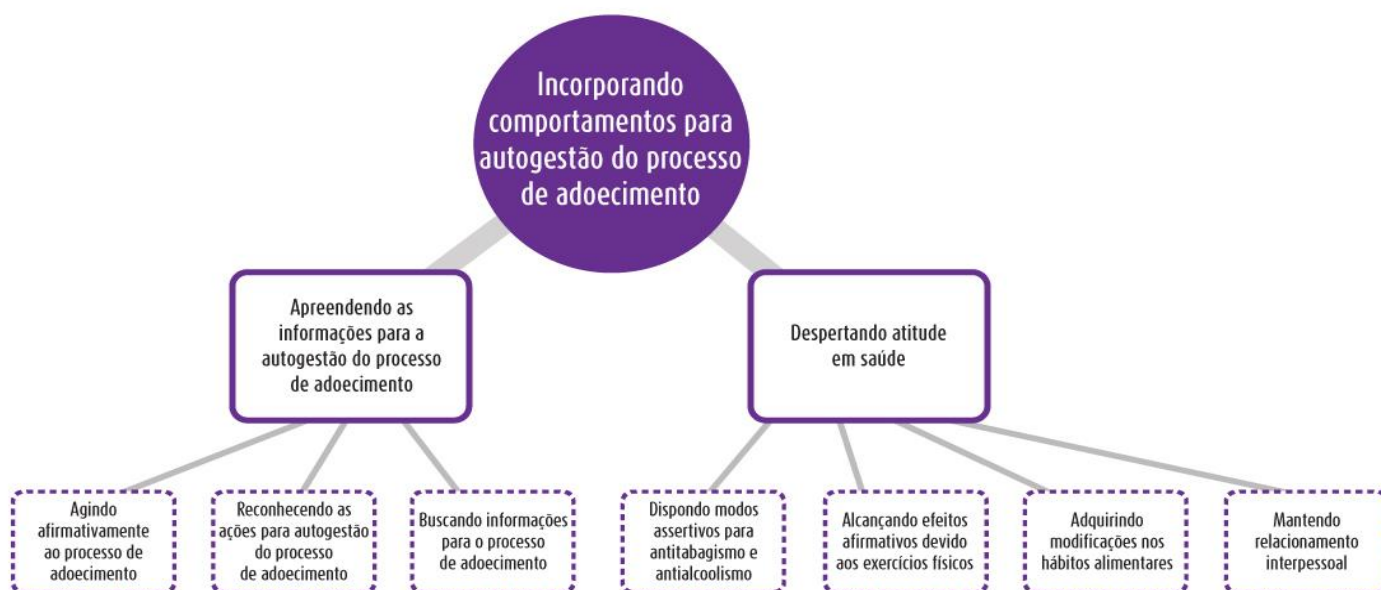 Incorporando
comportamentos para
autogestão do processo
de adoecimento
Apreendendo as
informações para a
autogestão do processo
de adoecimento
Despertando atitude
em saúde
Agindo
afirmativamente
ao processo de
adoecimento
Reconhecendo as
ações para autogestão
do processo
de adoecimento
Buscando informações
para o processo
de adoecimento
Dispondo modos
assertivos para
antitabagismo e
antialcoolismo
Alcançando efeitos
afirmativos devido
aos exercícios físicos
Adquirindo
modificações nos
hábitos alimentares
Mantendo
relacionamento
interpessoal